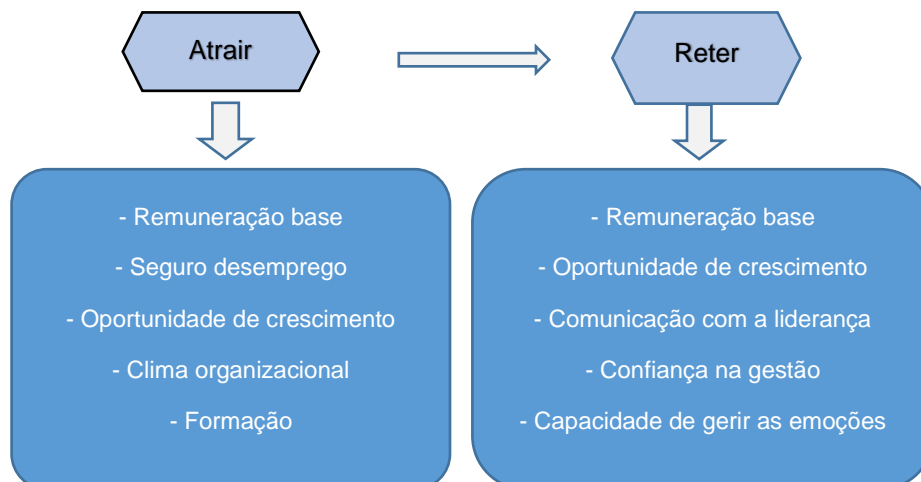 Atrair
Reter
- Remuneração base
- Seguro desemprego
- Oportunidade de crescimento
- Clima organizacional
- Formação
- Remuneração base
- Oportunidade de crescimento
- Comunicação com a liderança
- Confiança na gestão
- Capacidade de gerir as emoções